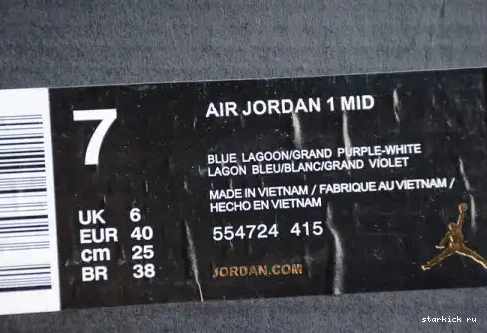 7
AIR JORDAN 1 MID
BLUE LAGOON/GRAND PURPLE-WHITE
LAGON BLEU/BLANC/GRAND VIOLET
MADE IN VIETNAM / FABRIQUE AU VIETNAM /
HECHO EN VIETNAM
UK 6
EUR 40
cm 25
BR 38
554724 415
JORDAN.COM
starkick ru